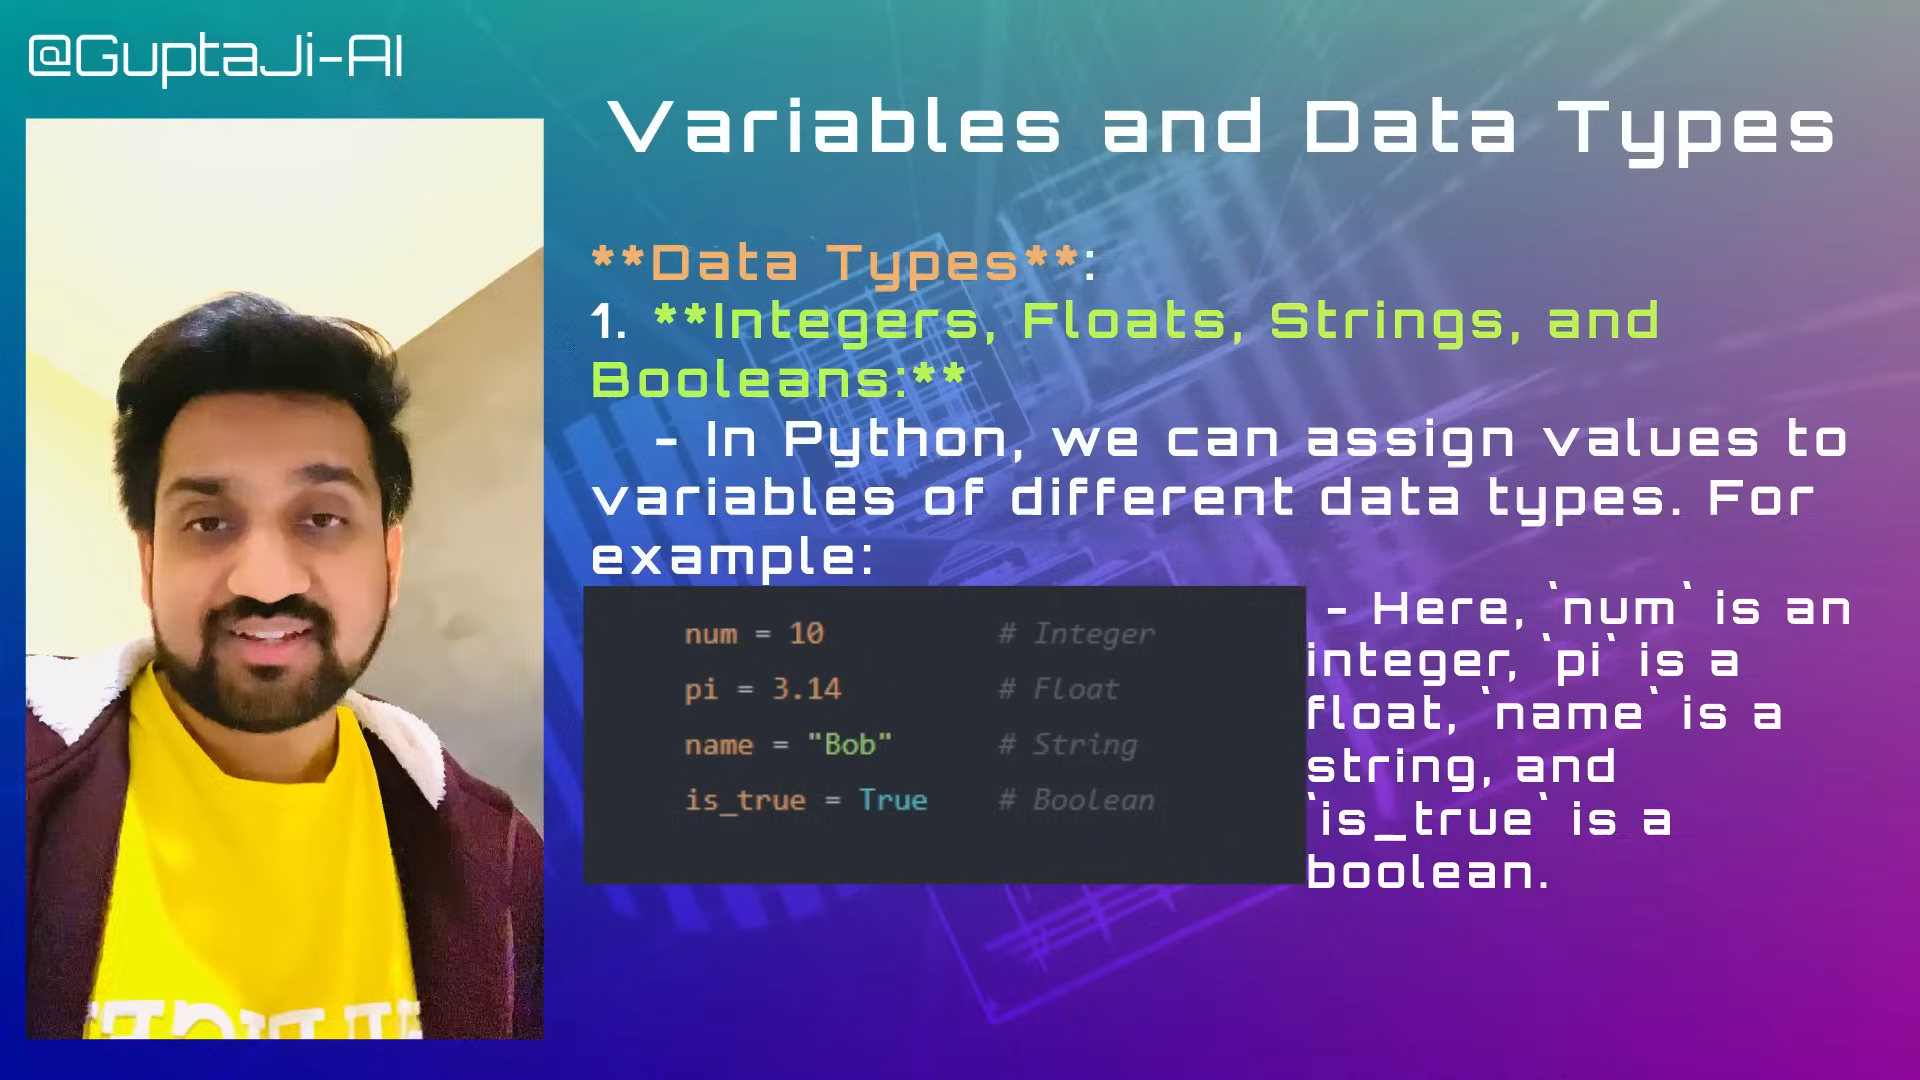 @GuptaJi-AI
Variables and Data Types
**Data Types**:
1. **Integers, Floats, Strings, and
Booleans:**
- In Python, we can assign values to
variables of different data types. For
example:
num = 10 # Integer
pi = 3.14 # Float
name = "Bob" # String
is_true = True # Boolean
- Here, `num` is an
integer, `pi` is a
float, `name` is a
string, and
`is_true` is a
boolean.